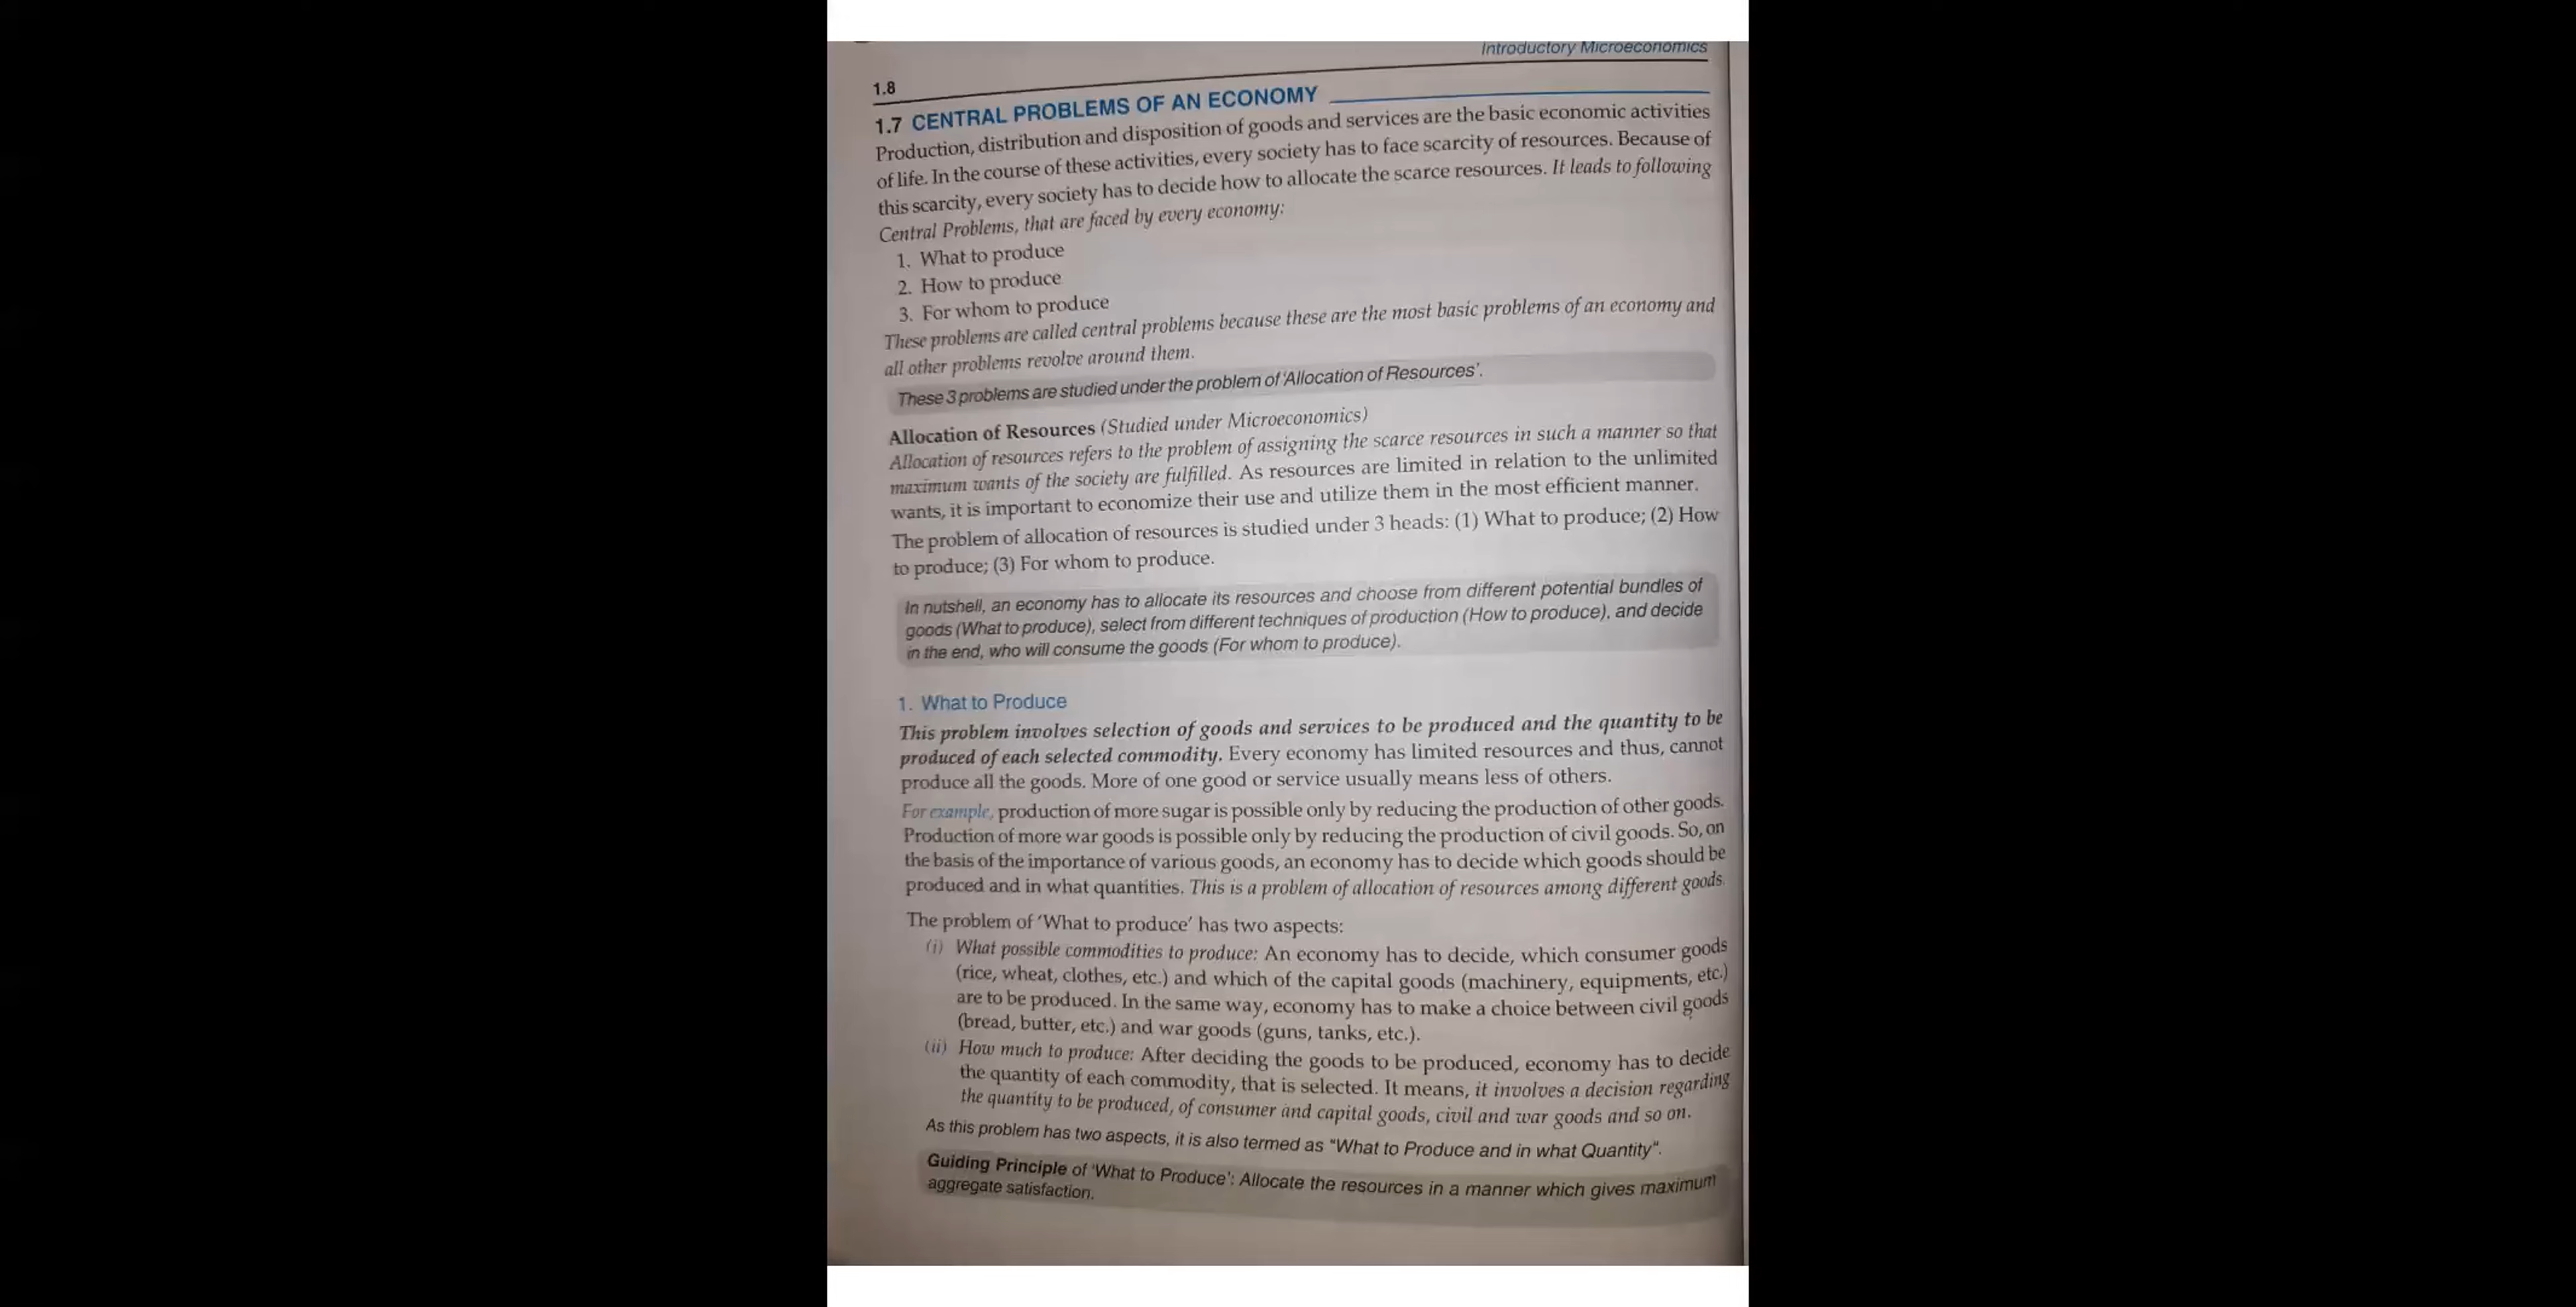 Introductory Microeconomics
1.8
1.7 CENTRAL PROBLEMS OF AN ECONOMY
Production, distribution and disposition of goods and services are the basic economic activities
of life. In the course of these activities, every society has to face scarcity of resources. Because of
this scarcity, every society has to decide how to allocate the scarce resources. It leads to following
Central Problems, that are faced by every economy:
1. What to produce
2. How to produce
3. For whom to produce
These problems are called central problems because these are the most basic problems of an economy and
all other problems revolve around them.
These 3 problems are studied under the problem of 'Allocation of Resources'.
Allocation of Resources (Studied under Microeconomics)
Allocation of resources refers to the problem of assigning the scarce resources in such a manner so that
maximum wants of the society are fulfilled. As resources are limited in relation to the unlimited
wants, it is important to economize their use and utilize them in the most efficient manner.
The problem of allocation of resources is studied under 3 heads: (1) What to produce; (2) How
to produce; (3) For whom to produce.
In nutshell, an economy has to allocate its resources and choose from different potential bundles of
goods (What to produce), select from different techniques of production (How to produce), and decide
in the end, who will consume the goods (For whom to produce).
1. What to Produce
This problem involves selection of goods and services to be produced and the quantity to be
produced of each selected commodity. Every economy has limited resources and thus, cannot
produce all the goods. More of one good or service usually means less of others.
For example, production of more sugar is possible only by reducing the production of other goods.
Production of more war goods is possible only by reducing the production of civil goods. So, on
the basis of the importance of various goods, an economy has to decide which goods should be
produced and in what quantities. This is a problem of allocation of resources among different goods.
The problem of 'What to produce' has two aspects:
(i) What possible commodities to produce: An economy has to decide, which consumer goods
(rice, wheat, clothes, etc.) and which of the capital goods (machinery, equipments, etc.)
are to be produced. In the same way, economy has to make a choice between civil goods
(bread, butter, etc.) and war goods (guns, tanks, etc.).
(ii) How much to produce: After deciding the goods to be produced, economy has to decide
the quantity of each commodity, that is selected. It means, it involves a decision regarding
the quantity to be produced, of consumer and capital goods, civil and war goods and so on.
As this problem has two aspects, it is also termed as "What to Produce and in what Quantity".
Guiding Principle of 'What to Produce': Allocate the resources in a manner which gives maximum
aggregate satisfaction.